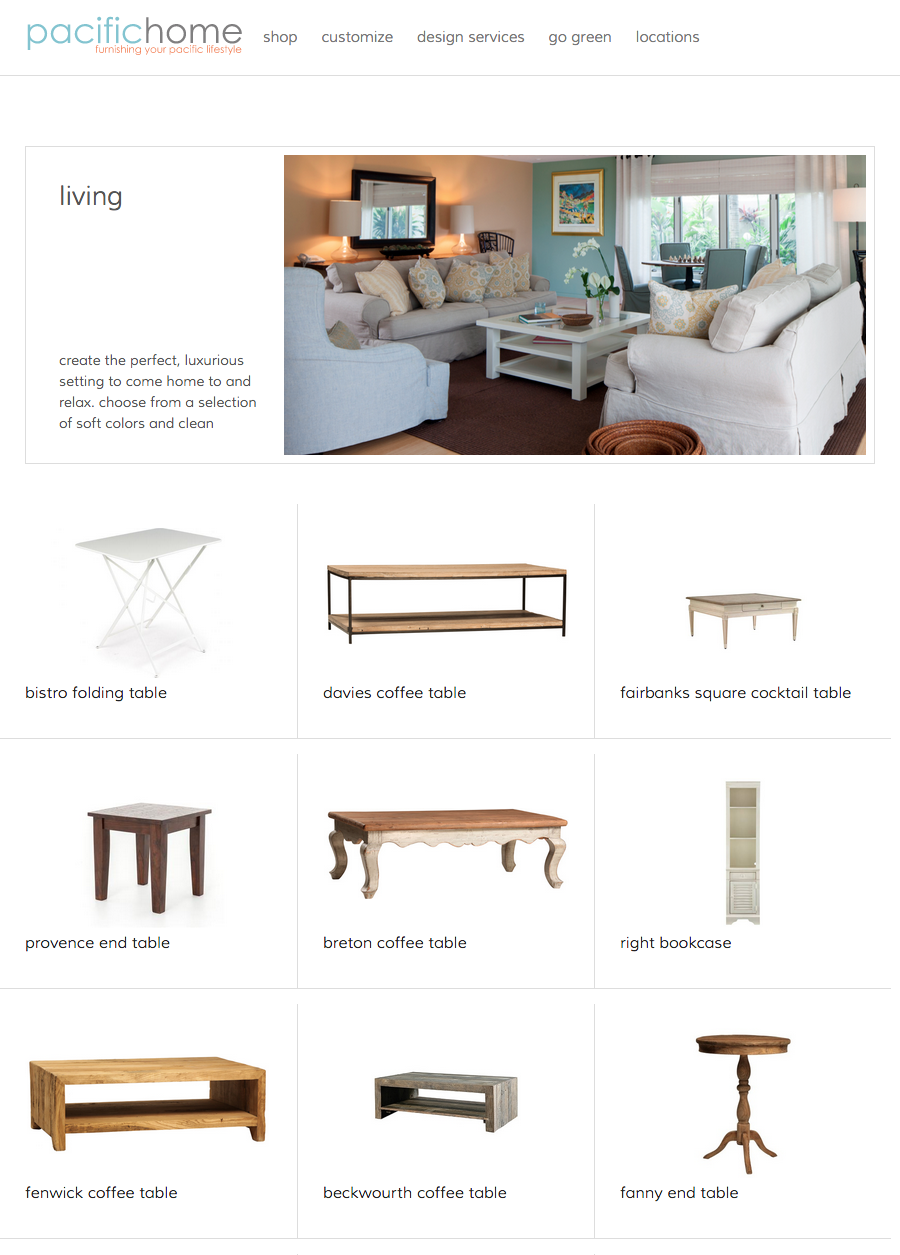 pacifichome
furnishing your pacific lifestyle
shop customize design services go green locations
living
create the perfect, luxurious
setting to come home to and
relax. choose from a selection
of soft colors and clean
bistro folding table
davies coffee table
fairbanks square cocktail table
provence end table
breton coffee table
right bookcase
fenwick coffee table
beckwourth coffee table
fanny end table